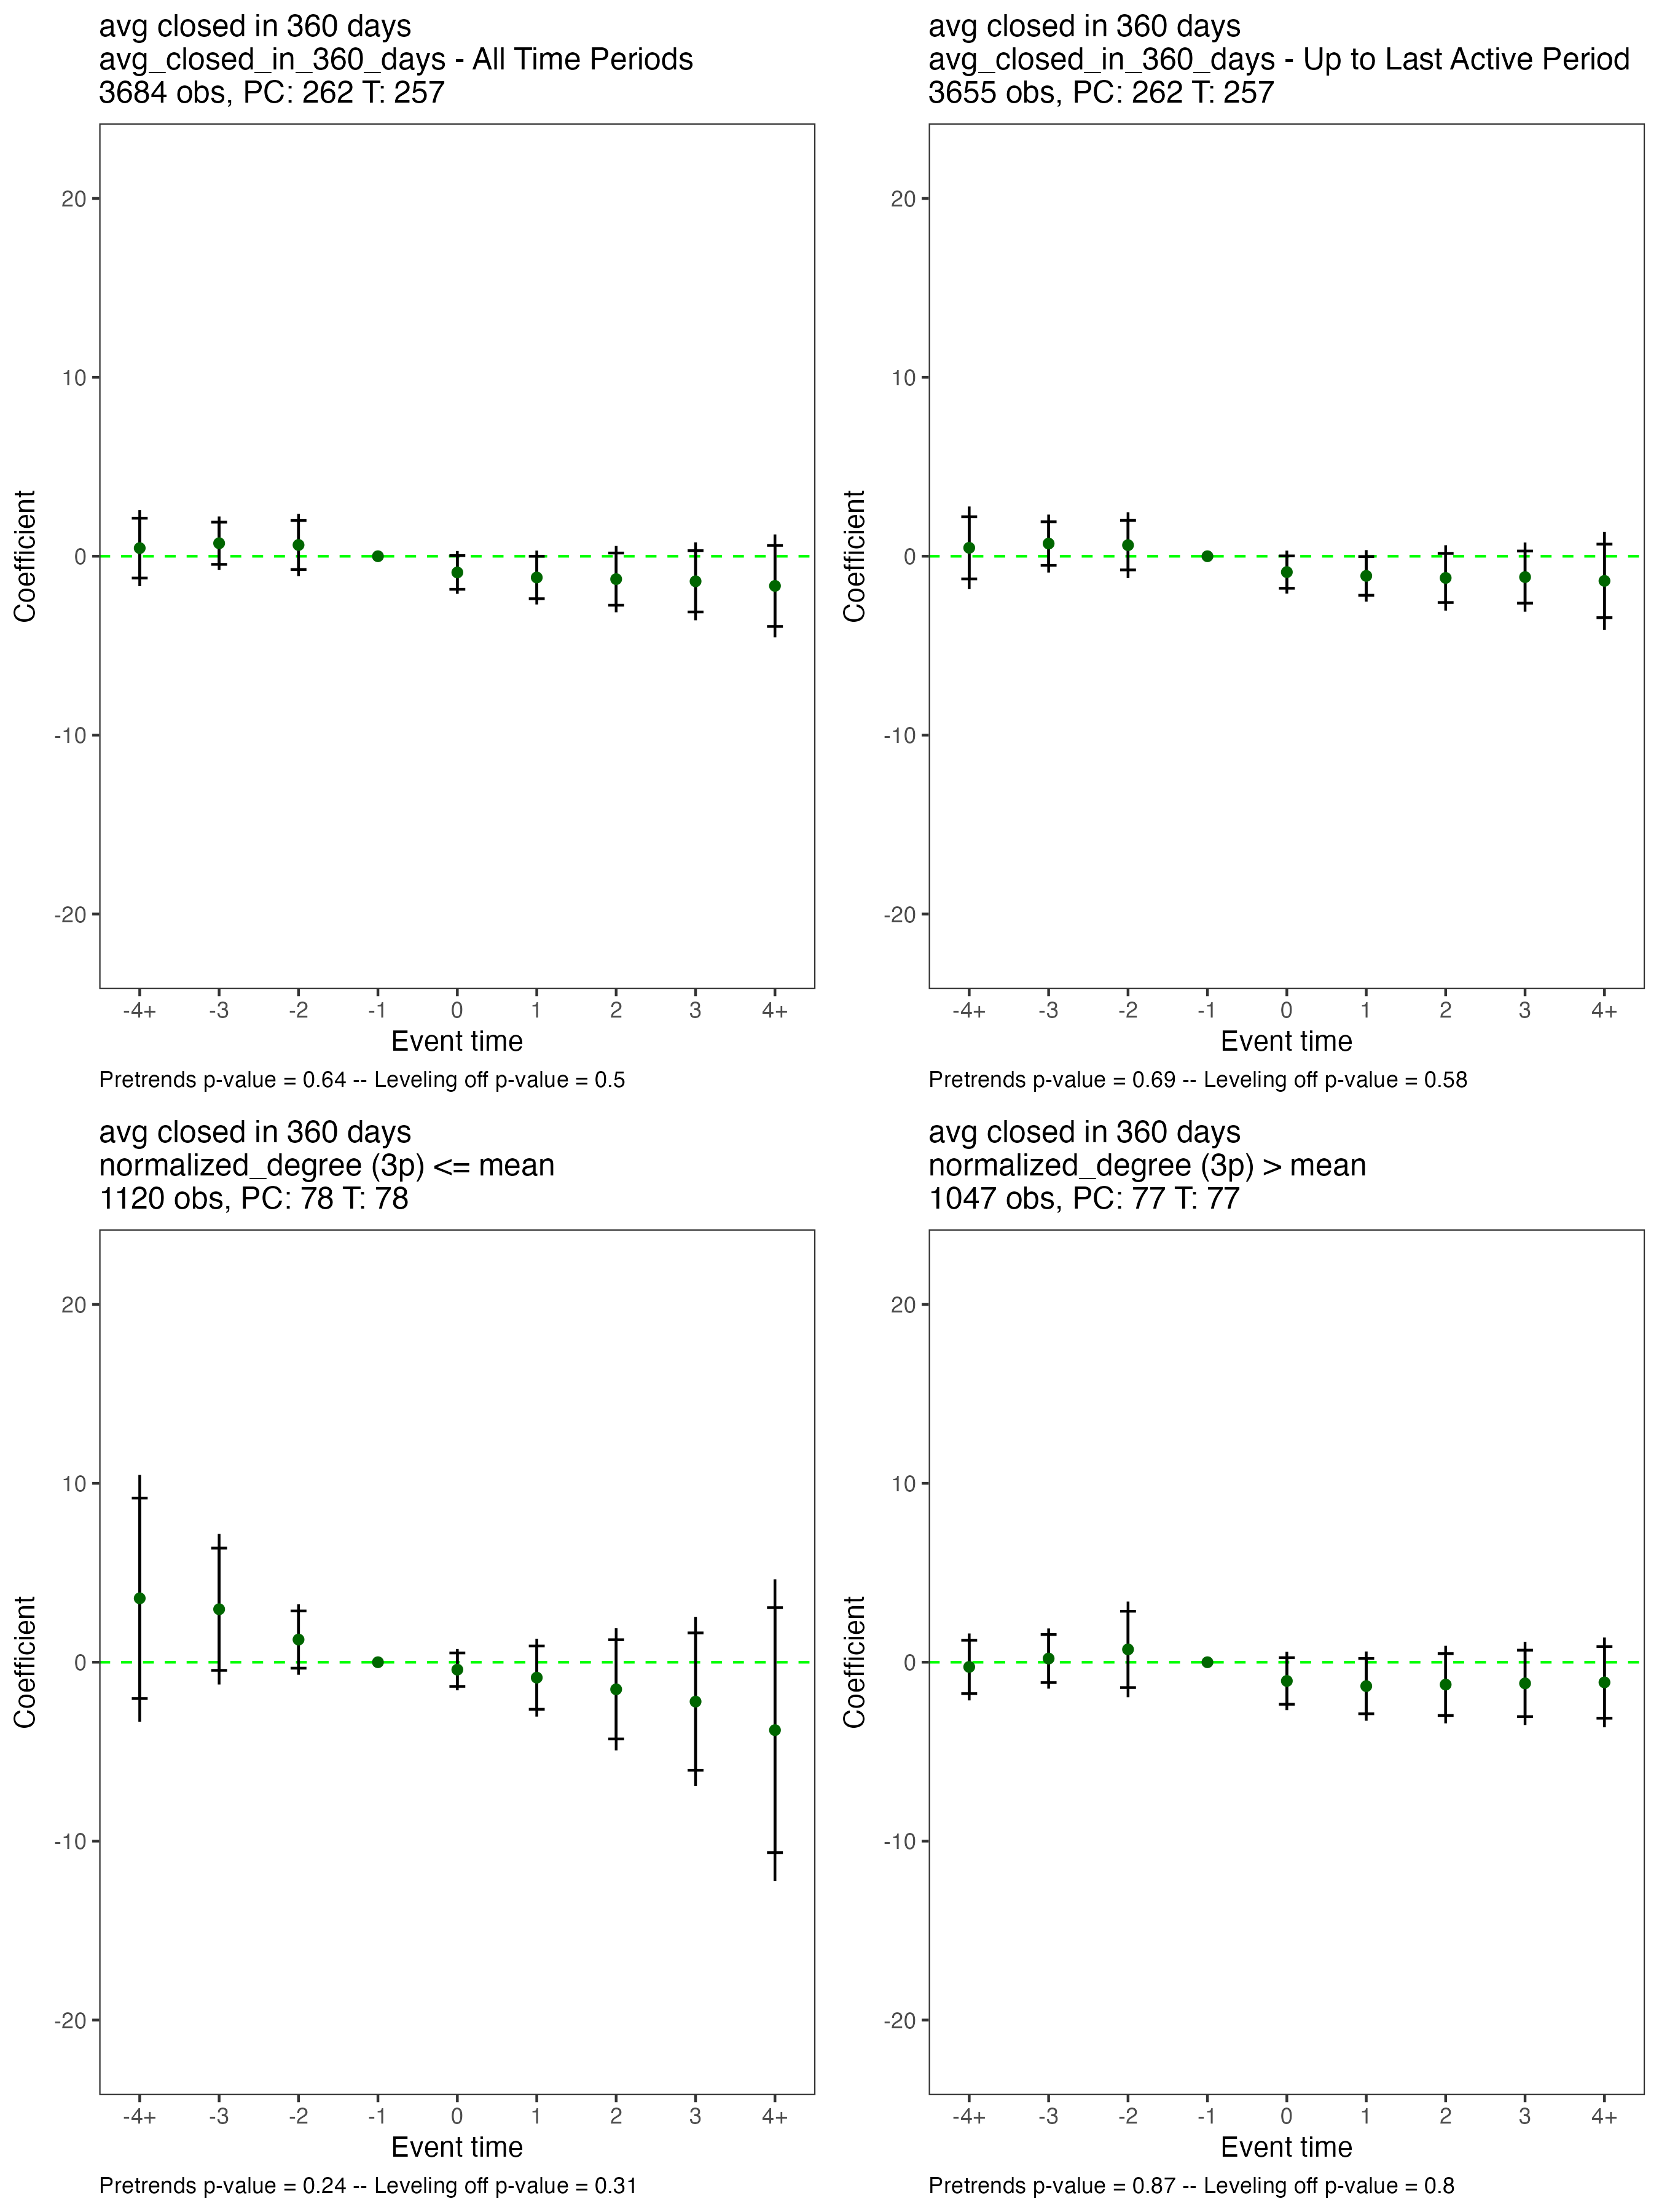 avg closed in 360 days
avg_closed_in_360_days - All Time Periods
3684 obs, PC: 262 T: 257
20
10
0
-10
-20
Coefficient
-4+ -3 -2 -1 0 1 2 3 4+
Event time
Pretrends p-value = 0.64 -- Leveling off p-value = 0.5
avg closed in 360 days
avg_closed_in_360_days - Up to Last Active Period
3655 obs, PC: 262 T: 257
20
10
0
-10
-20
Coefficient
-4+ -3 -2 -1 0 1 2 3 4+
Event time
Pretrends p-value = 0.69 -- Leveling off p-value = 0.58
avg closed in 360 days
normalized_degree (3p) <= mean
1120 obs, PC: 78 T: 78
20
10
0
-10
-20
Coefficient
-4+ -3 -2 -1 0 1 2 3 4+
Event time
Pretrends p-value = 0.24 -- Leveling off p-value = 0.31
avg closed in 360 days
normalized_degree (3p) > mean
1047 obs, PC: 77 T: 77
20
10
0
-10
-20
Coefficient
-4+ -3 -2 -1 0 1 2 3 4+
Event time
Pretrends p-value = 0.87 -- Leveling off p-value = 0.8